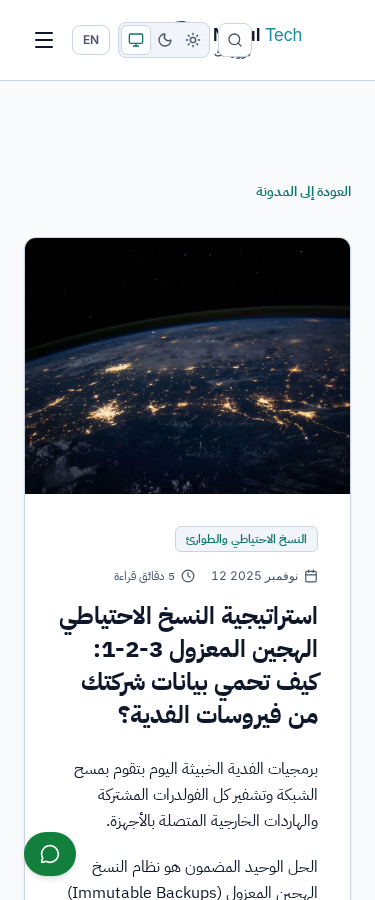 Tech
EN
العودة إلى المدونة
النسخ الاحتياطي والطوارئ
12 نوفمبر 2025
5 دقائق قراءة
استراتيجية النسخ الاحتياطي
الهجين المعزول 3-2-1:
كيف تحمي بيانات شركتك
من فيروسات الفدية؟
برمجيات الفدية الخبيثة اليوم بتقوم بمسح
الشبكة وتشفير كل الفولدرات المشتركة
والهاردات الخارجية المتصلة بالأجهزة.
الحل الوحيد المضمون هو نظام النسخ
الهجين المعزول (Immutable Backups)